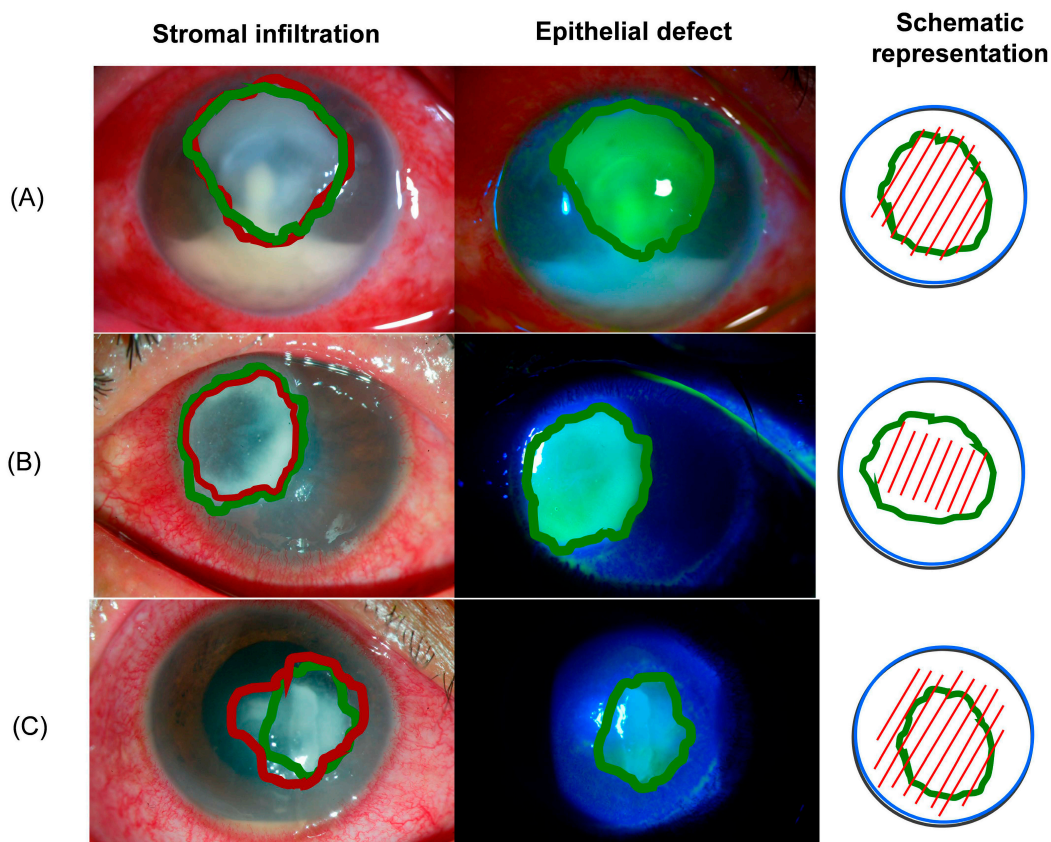 Stromal infiltration
Epithelial defect
Schematic
representation
(A)
(B)
(C)